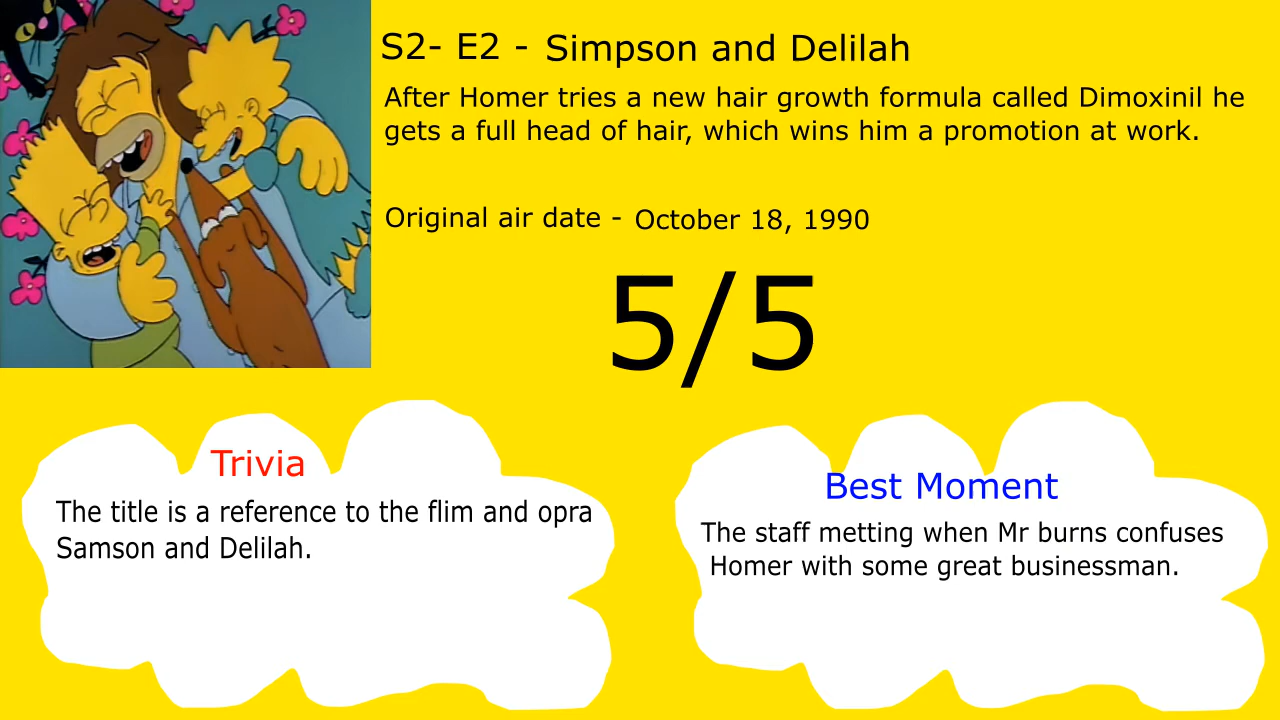 S2- E2 - Simpson and Delilah
After Homer tries a new hair growth formula called Dimoxinil he
gets a full head of hair, which wins him a promotion at work.
Original air date - October 18, 1990
5/5
Trivia
The title is a reference to the flim and opra
Samson and Delilah.
Best Moment
The staff metting when Mr burns confuses
Homer with some great businessman.